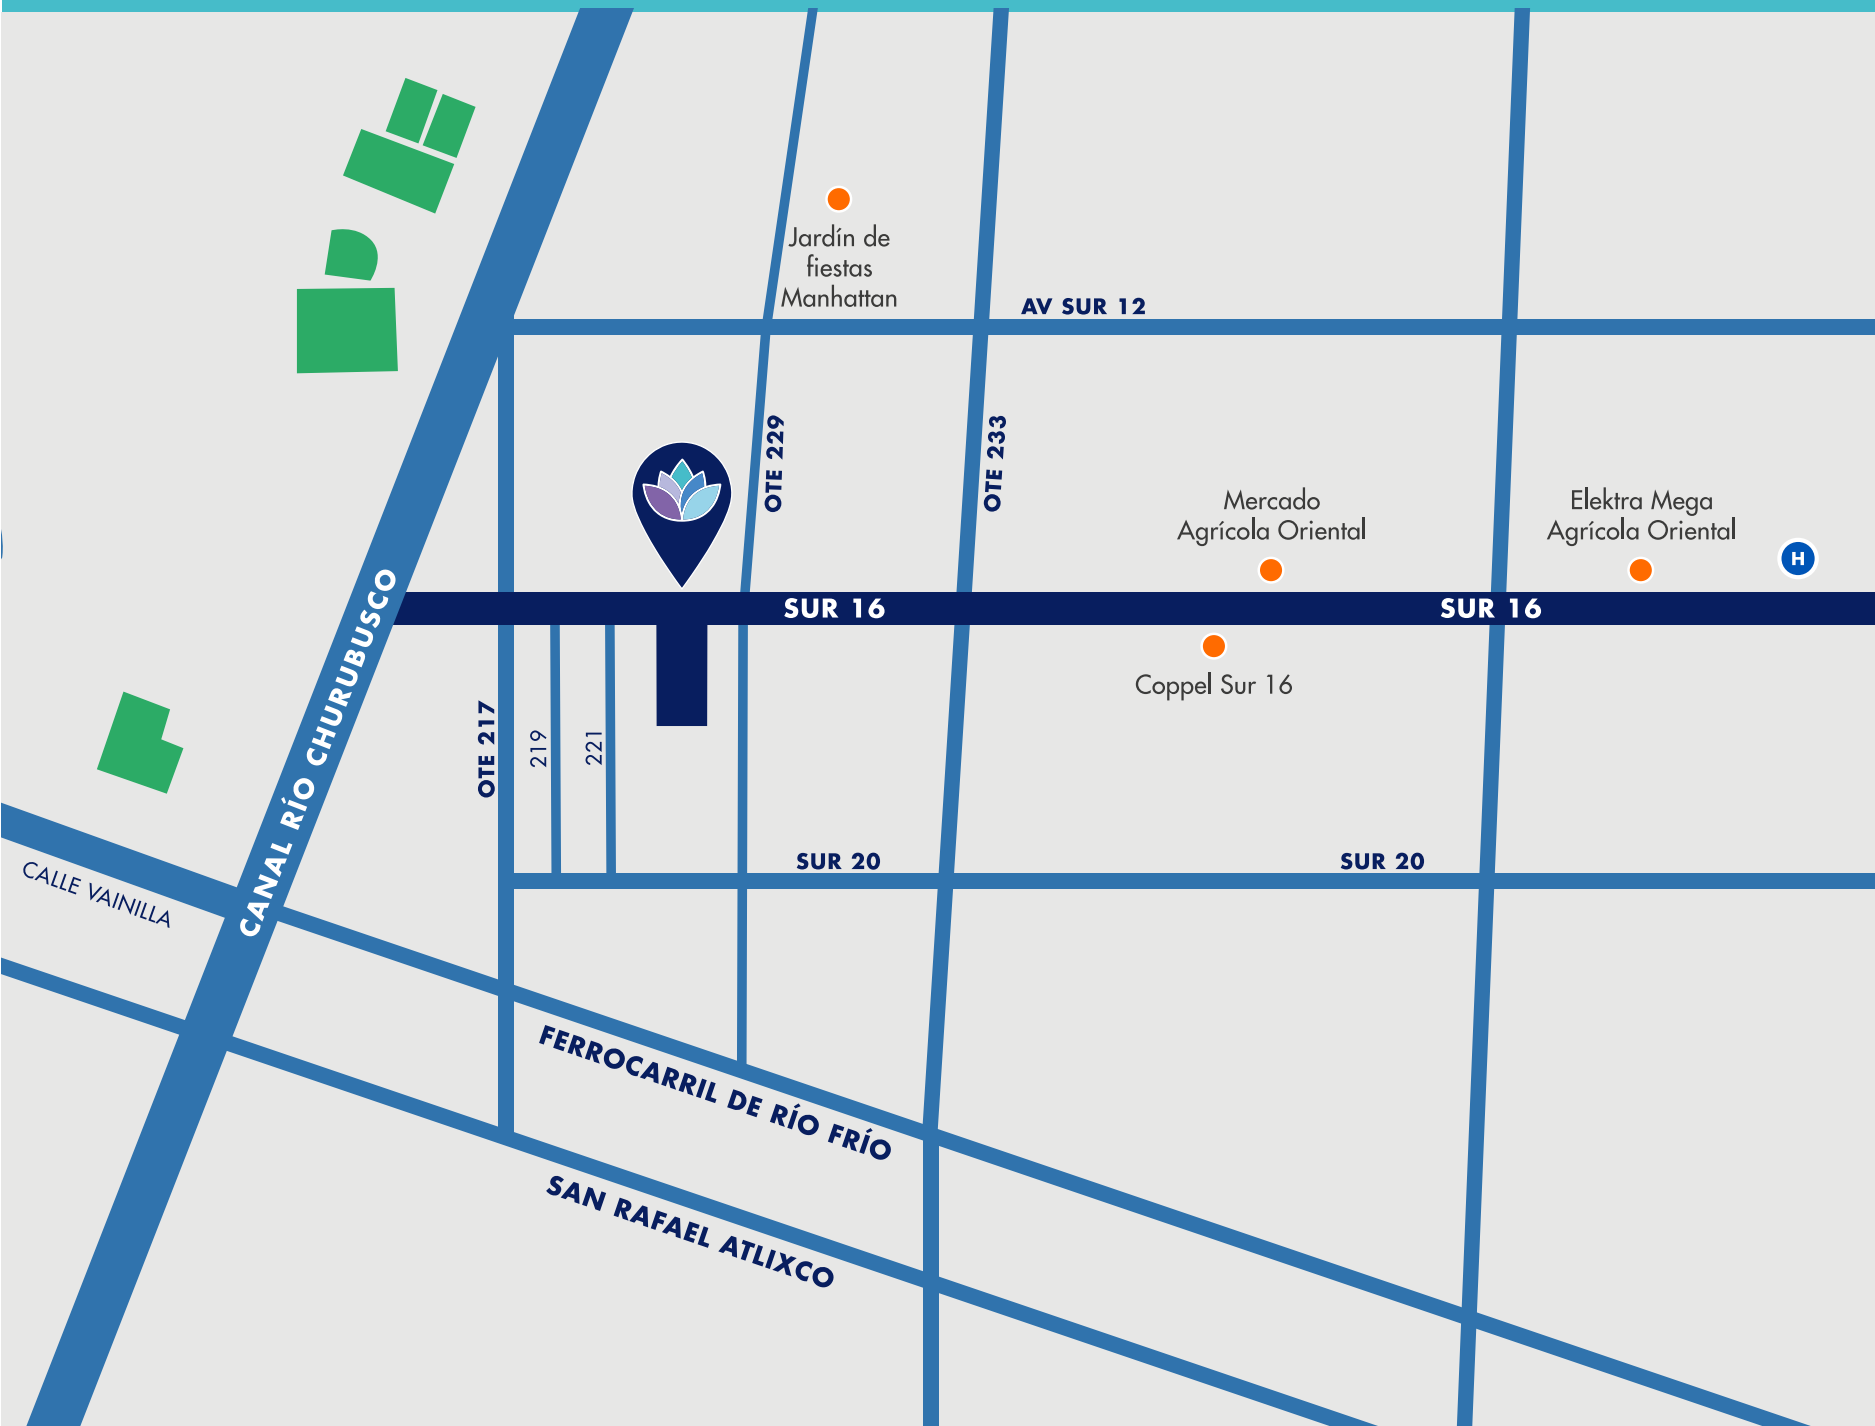 Jardín de
fiestas
Manhattan
AV SUR 12
OTE 229
OTE 233
Mercado
Agrícola Oriental
Elektra Mega
Agrícola Oriental
H
SUR 16
SUR 16
CANAL RÍO CHURUBUSCO
Coppel Sur 16
OTE 217
219
221
SUR 20
SUR 20
CALLE VAINILLA
FERROCARRIL DE RÍO FRÍO
SAN RAFAEL ATLIXCO